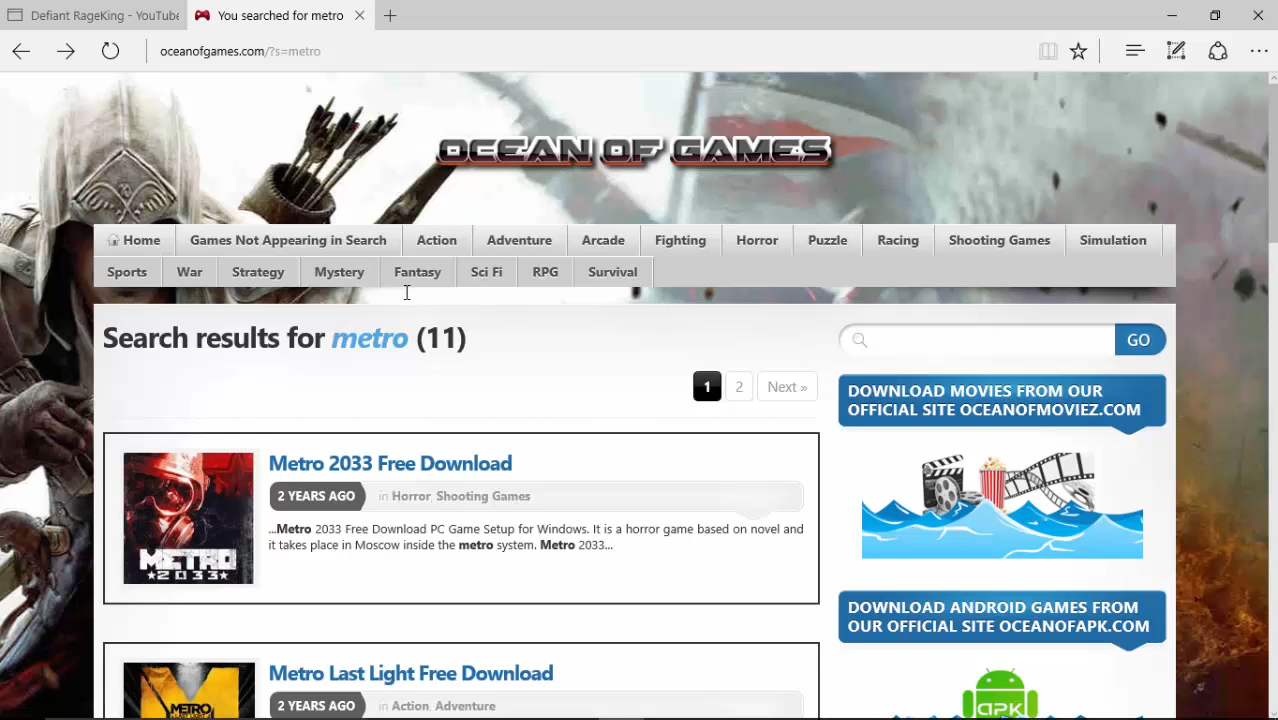 Defiant RageKing - YouTube
You searched for metro
oceanofgames.com/?s=metro
OCEAN OF GAMES
Home
Games Not Appearing in Search
Action
Adventure
Arcade
Fighting
Horror
Puzzle
Racing
Shooting Games
Simulation
Sports
War
Strategy
Mystery
Fantasy
Sci Fi
RPG
Survival
Search results for metro (11)
GO
1 2 Next »
DOWNLOAD MOVIES FROM OUR
OFFICIAL SITE OCEANOFMOVIEZ.COM
METRO
2033
Metro 2033 Free Download
2 YEARS AGO
in Horror, Shooting Games
...Metro 2033 Free Download PC Game Setup for Windows. It is a horror game based on novel and
it takes place in Moscow inside the metro system. Metro 2033...
DOWNLOAD ANDROID GAMES FROM
OUR OFFICIAL SITE OCEANOFAPK.COM
METRO
Metro Last Light Free Download
2 YEARS AGO
in Action, Adventure
APK